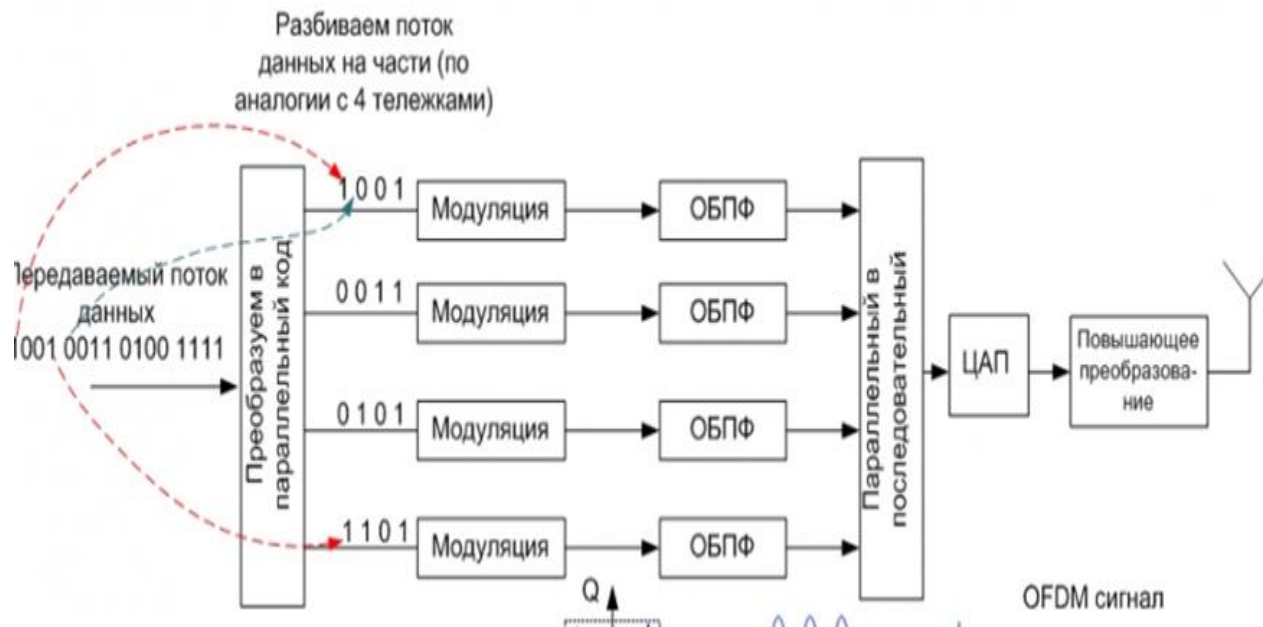 Разбиваем поток
данных на части (по
аналогии с 4 тележками)
Передаваемый поток
данных
1001 0011 0100 1111
Преобразуем в
параллельный код
1 0 0 1
Модуляция
ОБПФ
0 0 1 1
Модуляция
ОБПФ
0 1 0 1
Модуляция
ОБПФ
1 1 0 1
Модуляция
ОБПФ
Параллельный в
последовательный
ЦАП
Повышающее
преобразова-
ние
OFDM сигнал
Q